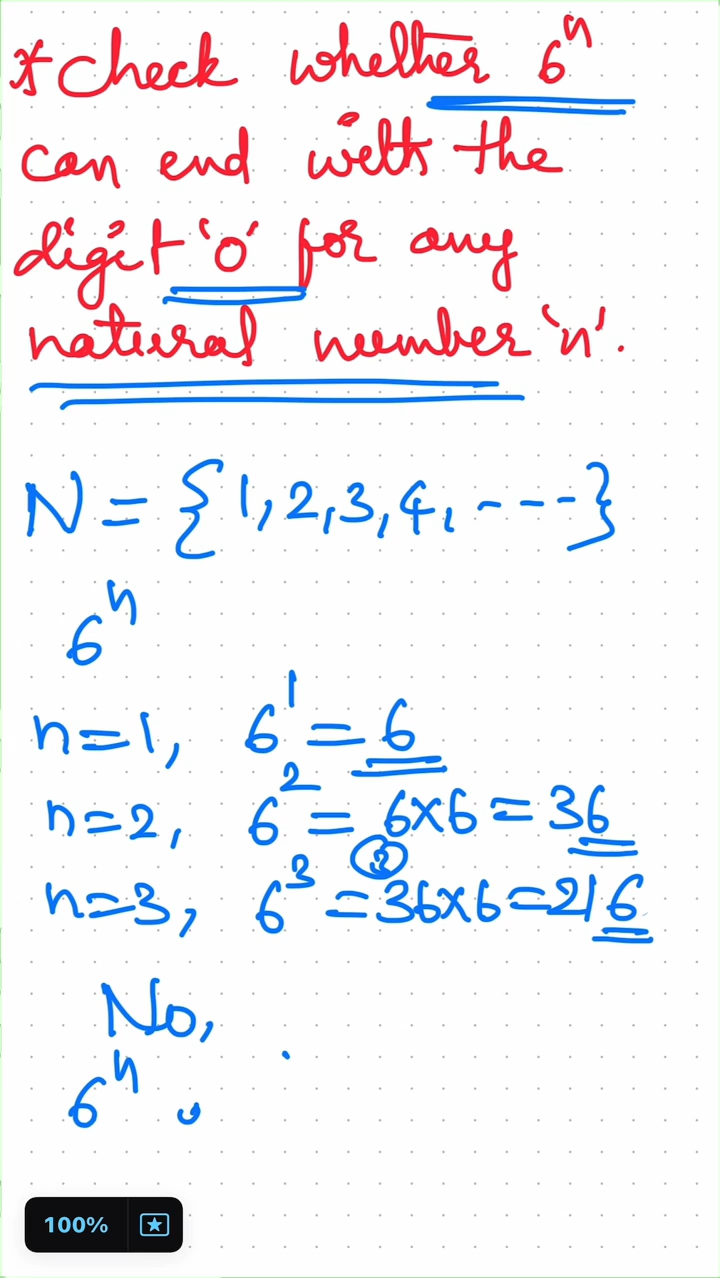 * Check whether 6ⁿ
can end with the
digit '0' for any
natural number 'n'.
N = {1, 2, 3, 4, ----}
6ⁿ
n=1, 6¹ = 6
n=2, 6² = 6×6 = 36
n=3, 6³ = 36×6 = 216
No,
6ⁿ
100%